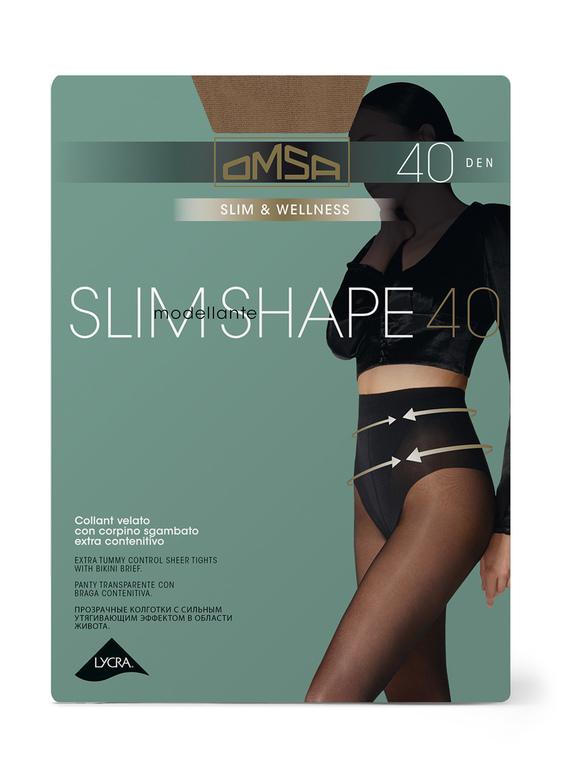 OMSA
40 DEN
SLIM & WELLNESS
SLIM SHAPE 40
modellante
Collant velato
con corpino sgambato
extra contenitivo
EXTRA TUMMY CONTROL SHEER TIGHTS
WITH BIKINI BRIEF.
PANTY TRANSPARENTE CON
BRAGA CONTENITIVA.
ПРОЗРАЧНЫЕ КОЛГОТКИ С СИЛЬНЫМ
УТЯГИВАЮЩИМ ЭФФЕКТОМ В ОБЛАСТИ
ЖИВОТА.
LYCRA.